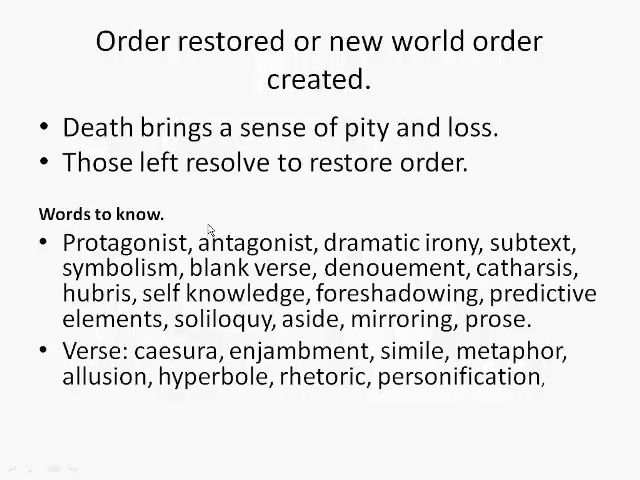 Order restored or new world order
created.
• Death brings a sense of pity and loss.
• Those left resolve to restore order.
Words to know.
• Protagonist, antagonist, dramatic irony, subtext,
symbolism, blank verse, denouement, catharsis,
hubris, self knowledge, foreshadowing, predictive
elements, soliloquy, aside, mirroring, prose.
• Verse: caesura, enjambment, simile, metaphor,
allusion, hyperbole, rhetoric, personification,